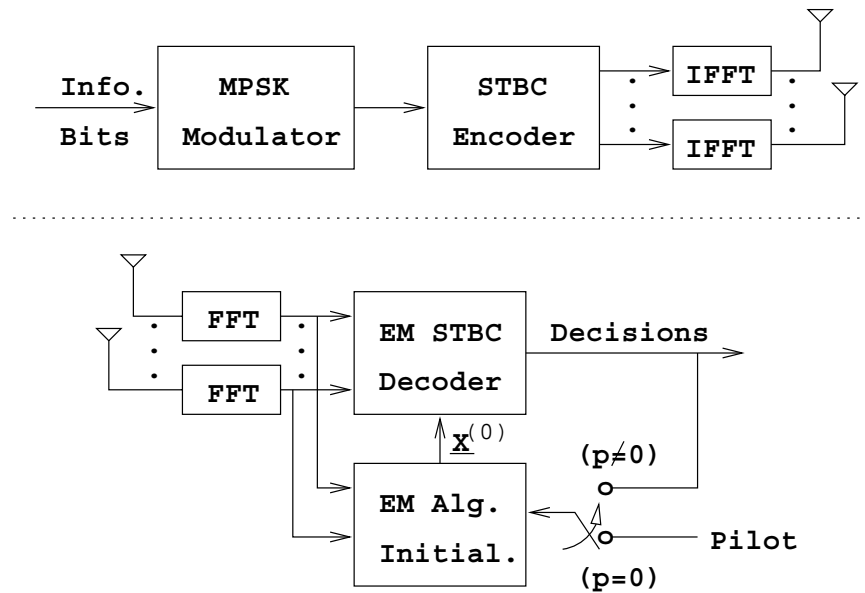 Info.
Bits
MPSK
Modulator
STBC
Encoder
IFFT
IFFT
FFT
FFT
EM STBC
Decoder
Decisions
X(0)
EM Alg.
Initial.
(p≠0)
Pilot
(p=0)